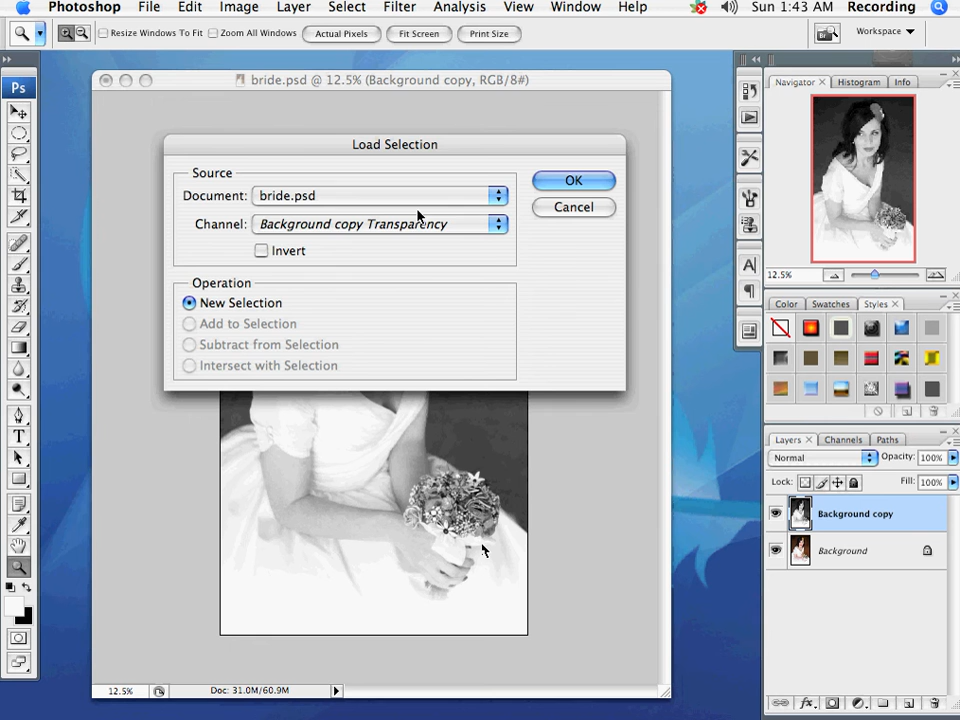 Photoshop File Edit Image Layer Select Filter Analysis View Window Help Sun 1:43 AM Recording
Resize Windows To Fit Zoom All Windows Actual Pixels Fit Screen Print Size Workspace
Ps
bride.psd @ 12.5% (Background copy, RGB/8#)
Navigator Histogram Info
Load Selection
Source
Document: bride.psd
Channel: Background copy Transparency
Invert
OK
Cancel
Operation
New Selection
Add to Selection
Subtract from Selection
Intersect with Selection
12.5%
Color Swatches Styles
Layers Channels Paths
Normal Opacity: 100%
Lock: Fill: 100%
Background copy
Background
T
A
fx
12.5% Doc: 31.0M/60.9M